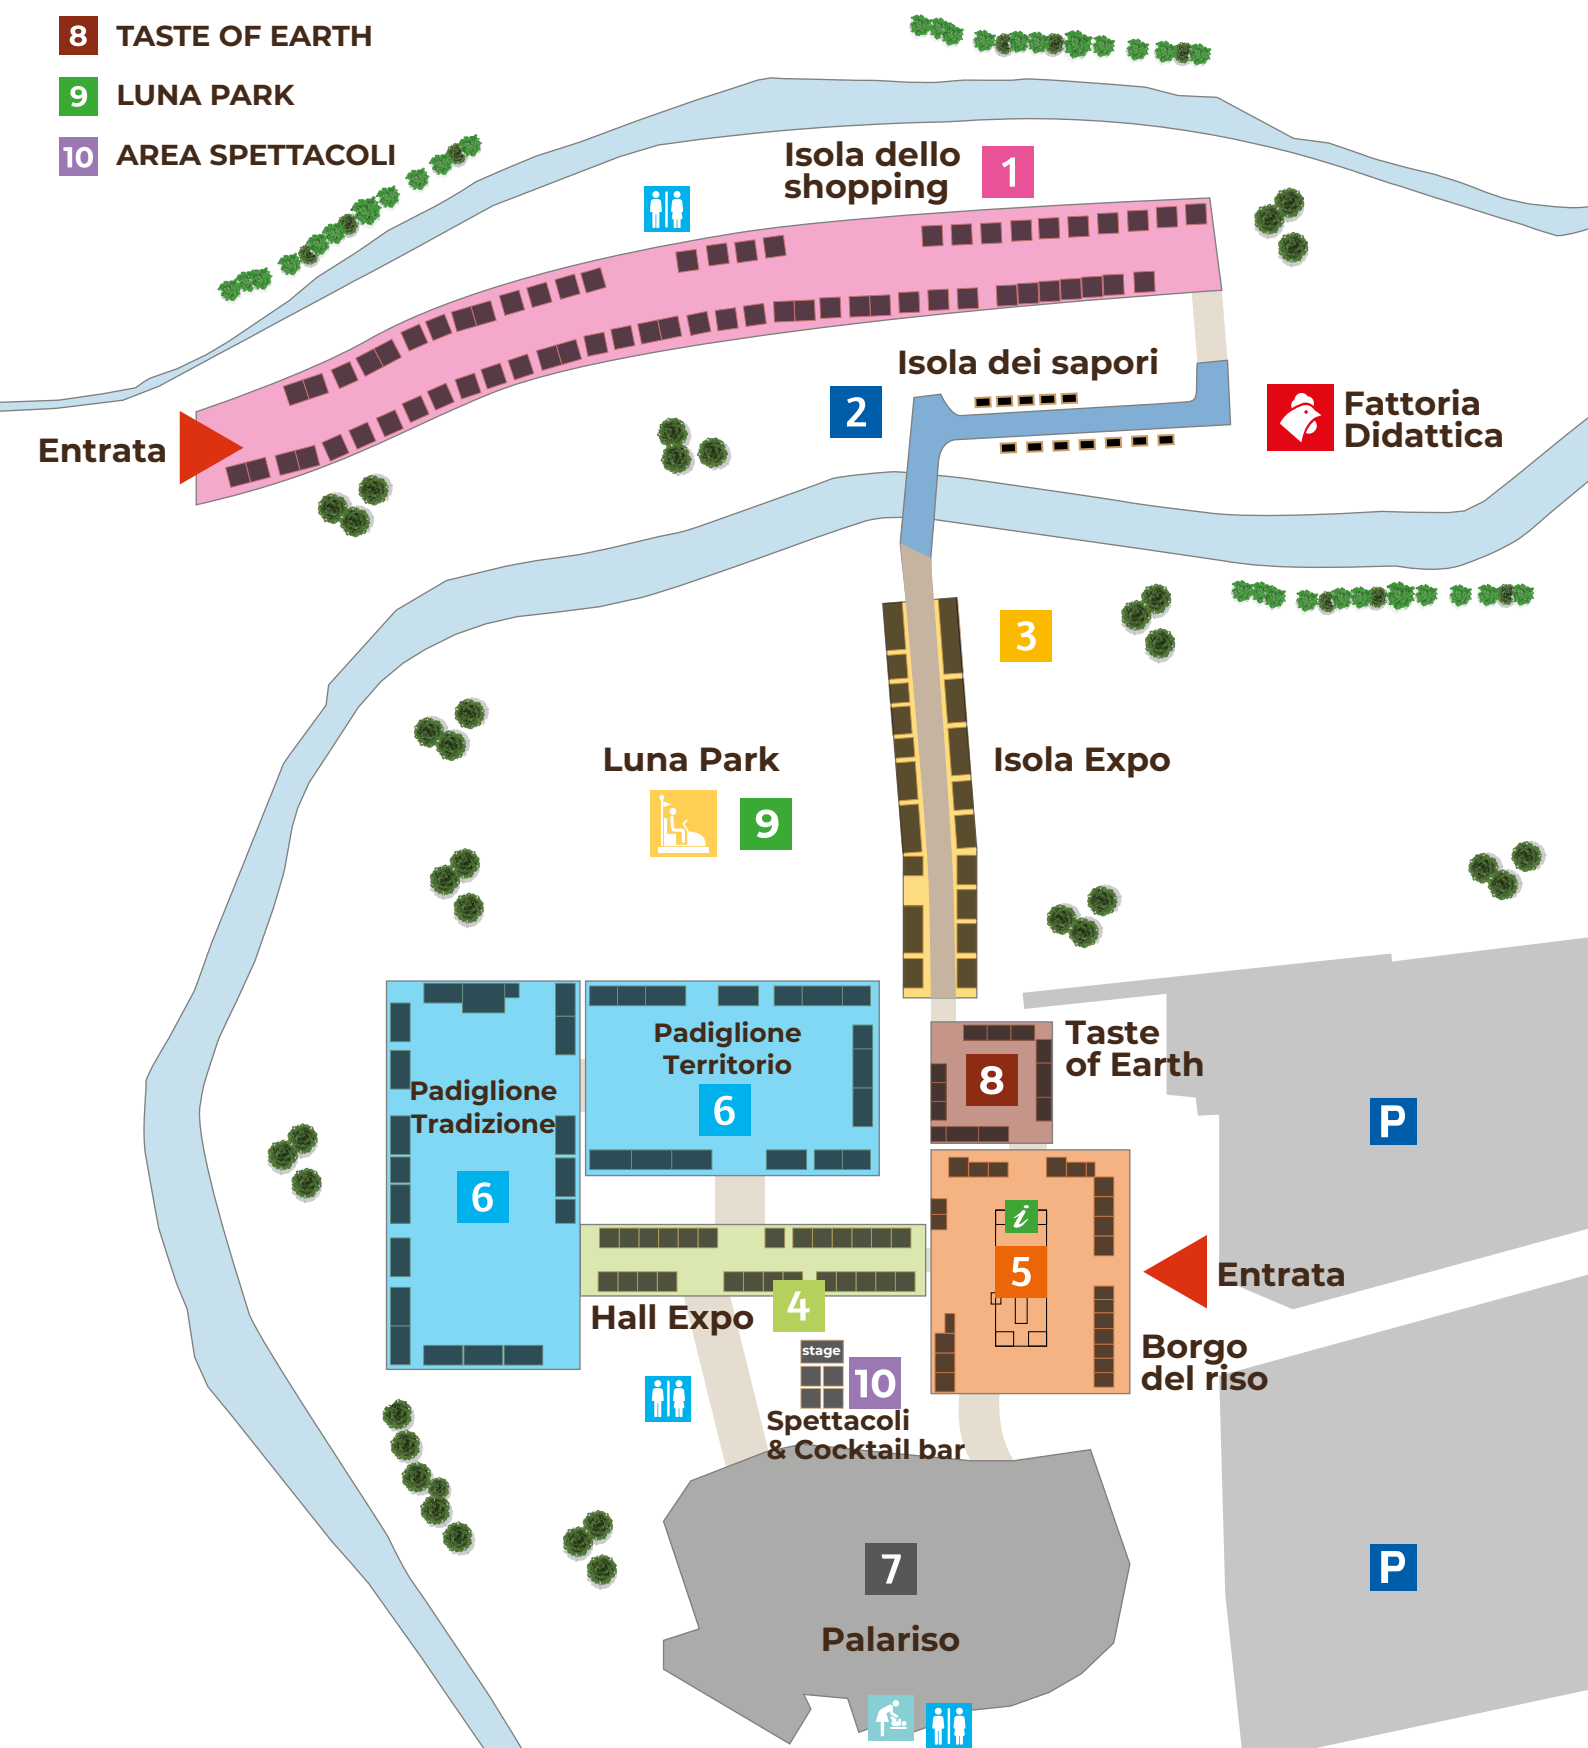 8 TASTE OF EARTH
9 LUNA PARK
10 AREA SPETTACOLI
Isola dello
shopping
1
Isola dei sapori
2
Fattoria
Didattica
Entrata
3
Luna Park
Isola Expo
9
Padiglione
Territorio
6
Taste
of Earth
8
Padiglione
Tradizione
6
P
i
5
Entrata
Hall Expo
4
Borgo
del riso
stage
10
Spettacoli
& Cocktail bar
7
P
Palariso